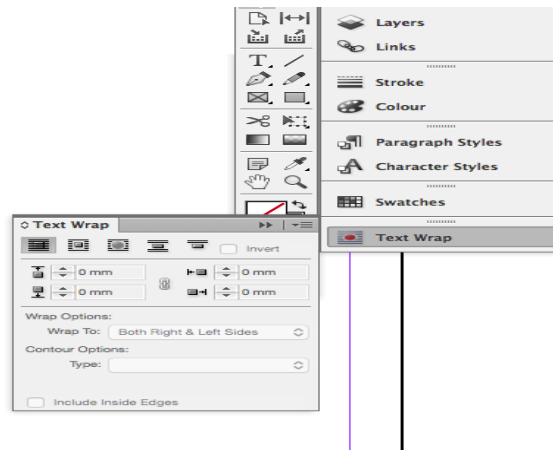 Layers
Links
Stroke
Colour
Paragraph Styles
Character Styles
Swatches
Text Wrap
Text Wrap
Invert
0 mm 0 mm
0 mm 0 mm
Wrap Options:
Wrap To: Both Right & Left Sides
Contour Options:
Type:
Include Inside Edges